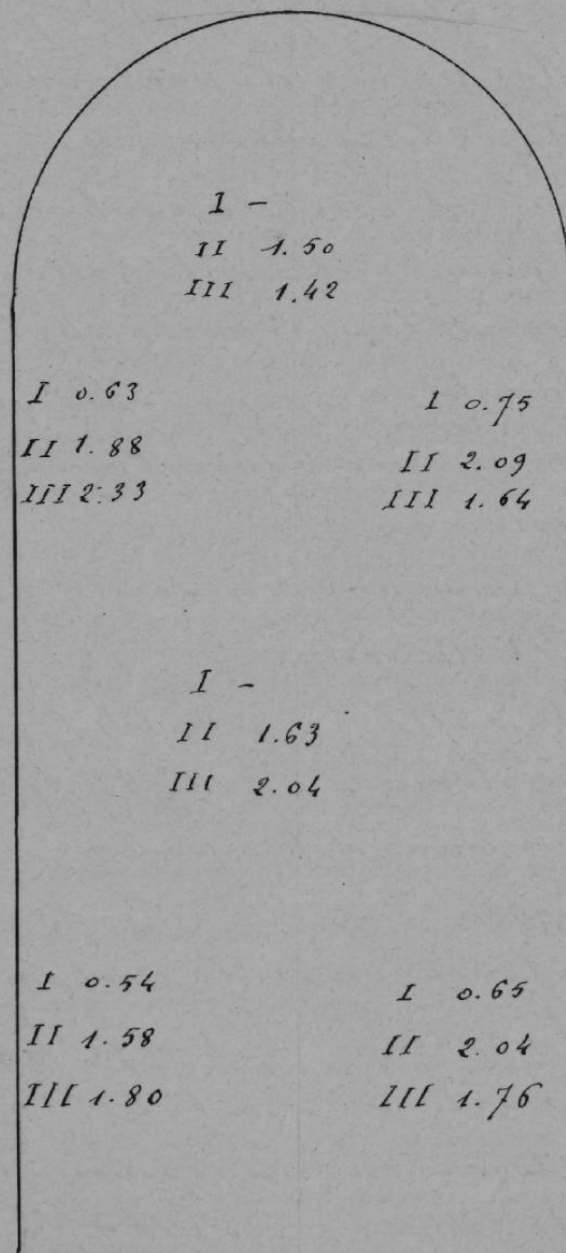 I -
II 1.50
III 1.42
I 0.63
II 1.88
III 2.33
I 0.75
II 2.09
III 1.64
I -
II 1.63
III 2.04
I 0.54
II 1.58
III 1.80
I 0.65
II 2.04
III 1.76